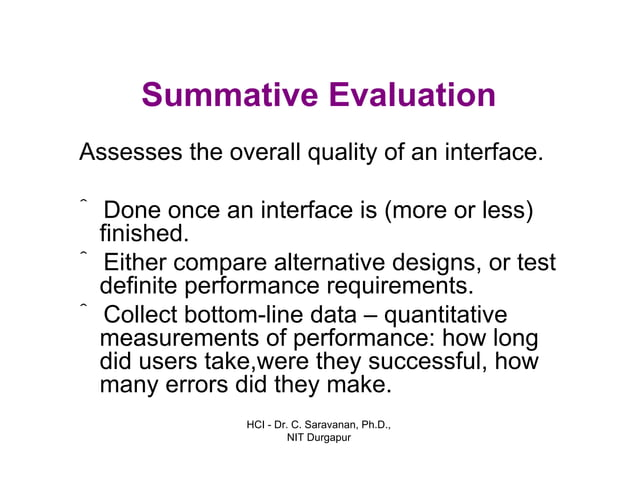 Summative Evaluation
Assesses the overall quality of an interface.
ˆ Done once an interface is (more or less)
finished.
ˆ Either compare alternative designs, or test
definite performance requirements.
ˆ Collect bottom-line data – quantitative
measurements of performance: how long
did users take,were they successful, how
many errors did they make.
HCI - Dr. C. Saravanan, Ph.D.,
NIT Durgapur